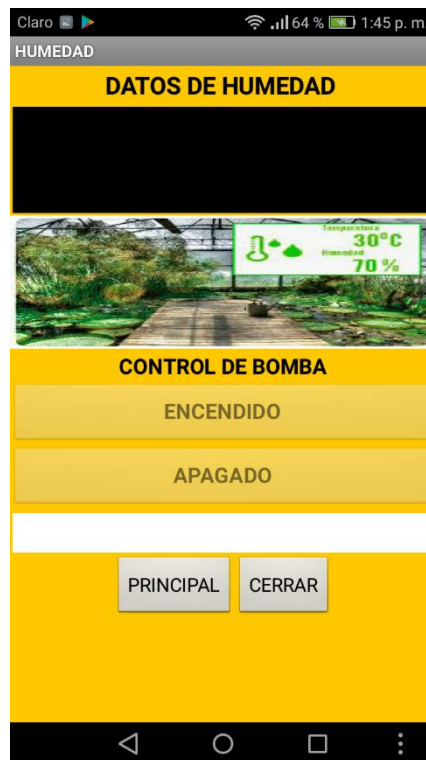 Claro 64 % 1:45 p. m
HUMEDAD
DATOS DE HUMEDAD
Temperatura
30°C
Humedad
70 %
CONTROL DE BOMBA
ENCENDIDO
APAGADO
PRINCIPAL CERRAR